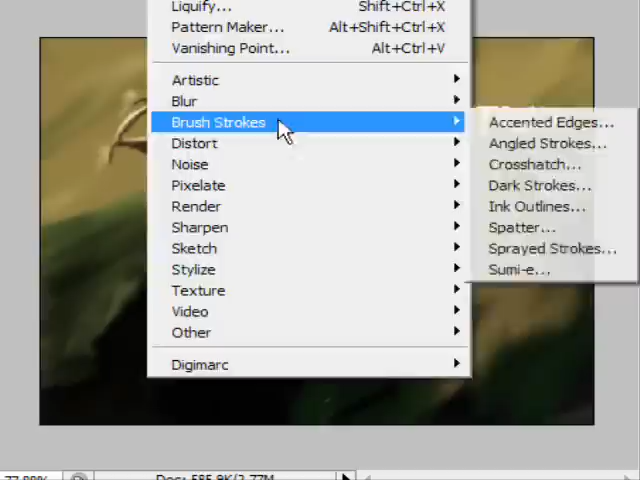 Liquify... Shift+Ctrl+X
Pattern Maker... Alt+Shift+Ctrl+X
Vanishing Point... Alt+Ctrl+V
Artistic
Blur
Brush Strokes
Distort
Noise
Pixelate
Render
Sharpen
Sketch
Stylize
Texture
Video
Other
Digimarc
Accented Edges...
Angled Strokes...
Crosshatch...
Dark Strokes...
Ink Outlines...
Spatter...
Sprayed Strokes...
Sumi-e...